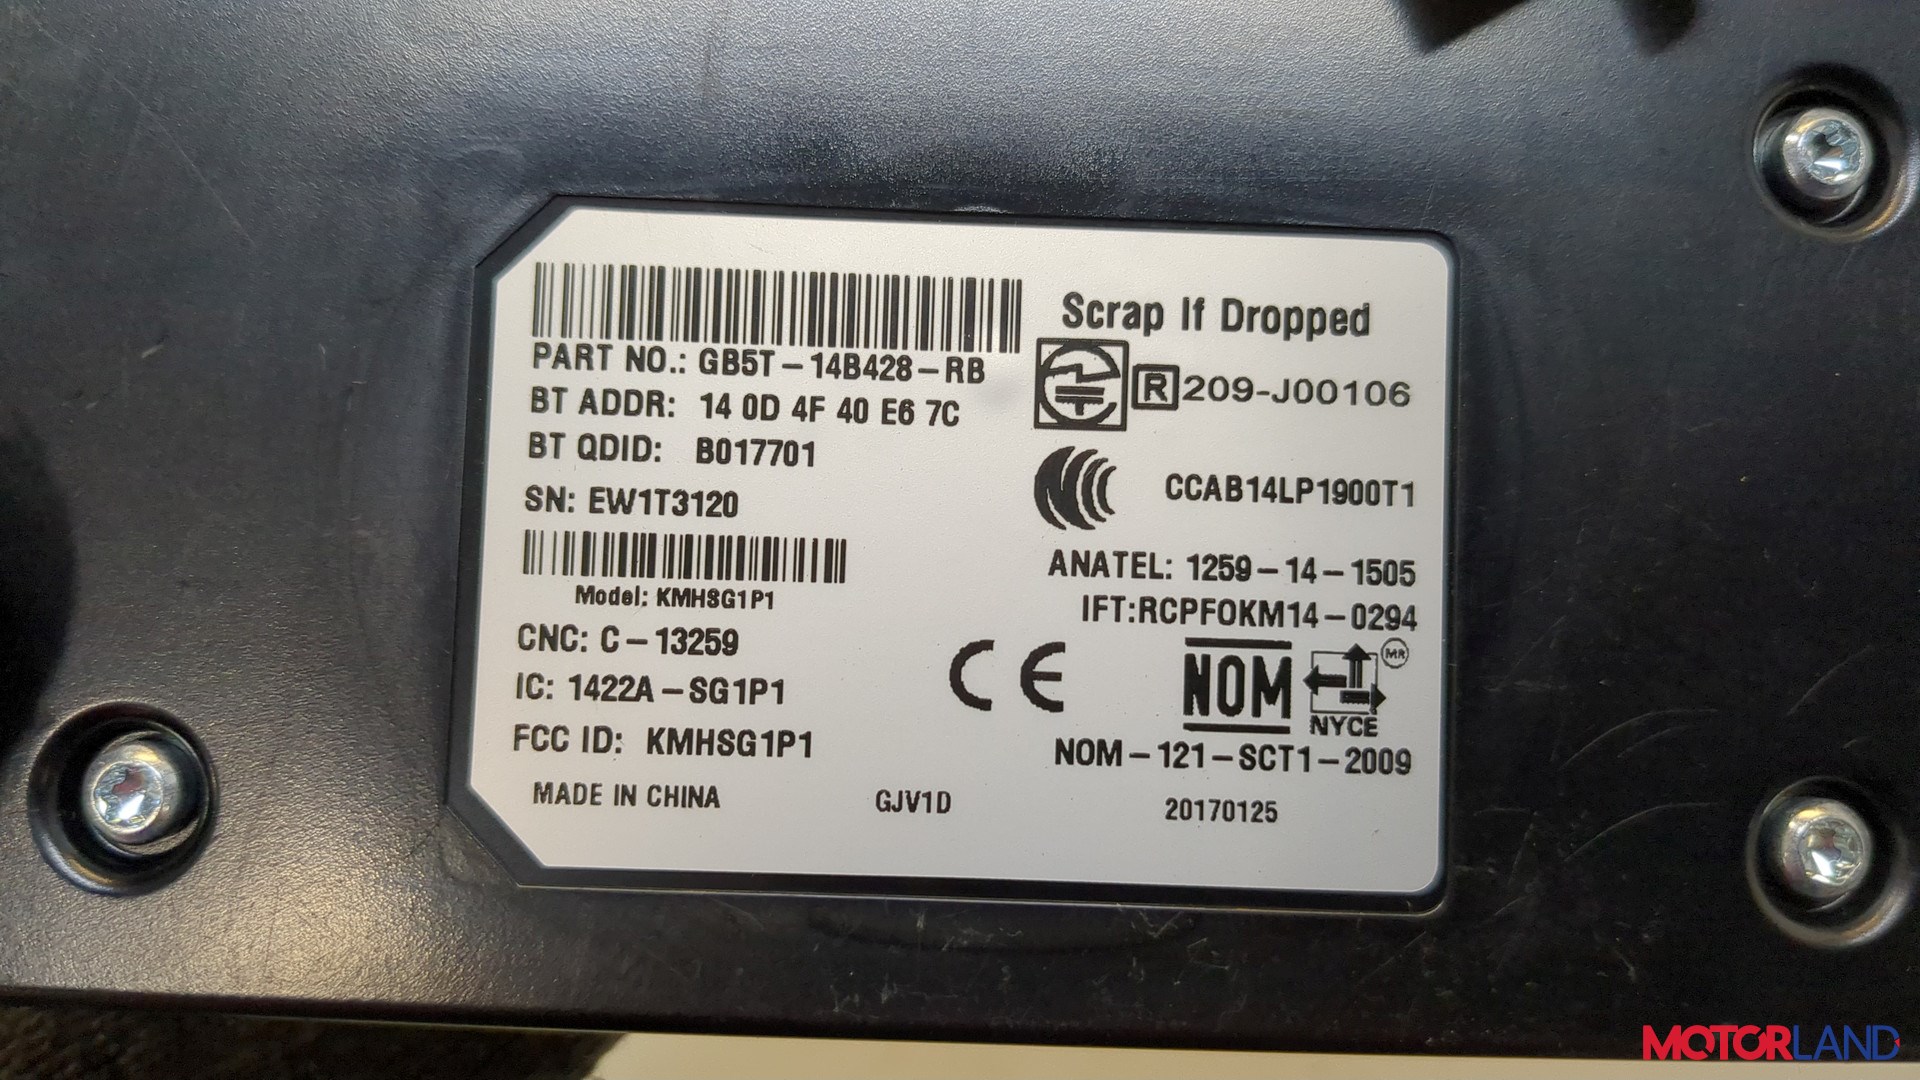 PART NO.: GB5T-14B428-RB
BT ADDR: 14 0D 4F 40 E6 7C
BT QDID: B017701
SN: EW1T3120
Model: KMHSG1P1
CNC: C-13259
IC: 1422A-SG1P1
FCC ID: KMHSG1P1
MADE IN CHINA
GJV1D
Scrap If Dropped
R 209-J00106
CCAB14LP1900T1
ANATEL: 1259-14-1505
IFT:RCPFOKM14-0294
CE
NOM
MR
NYCE
NOM-121-SCT1-2009
20170125
MOTORLAND